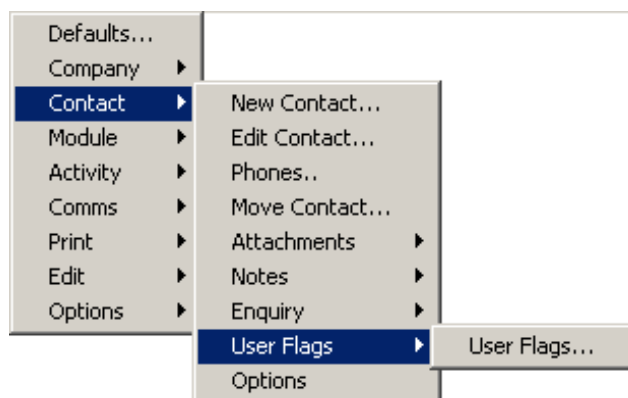 Defaults...
Company
Contact
Module
Activity
Comms
Print
Edit
Options
New Contact...
Edit Contact...
Phones..
Move Contact...
Attachments
Notes
Enquiry
User Flags
Options
User Flags...